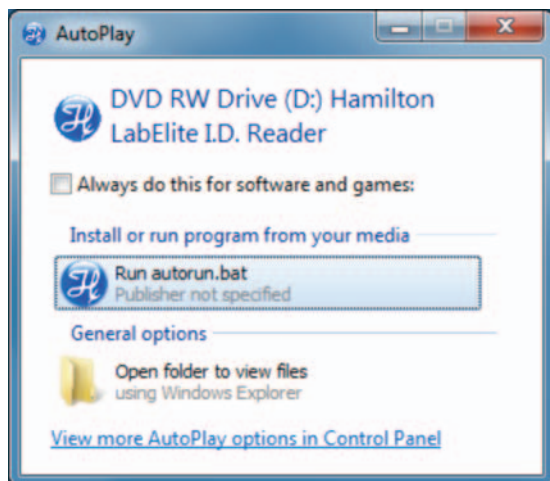 AutoPlay
DVD RW Drive (D:) Hamilton
LabElite I.D. Reader
Always do this for software and games:
Install or run program from your media
Run autorun.bat
Publisher not specified
General options
Open folder to view files
using Windows Explorer
View more AutoPlay options in Control Panel